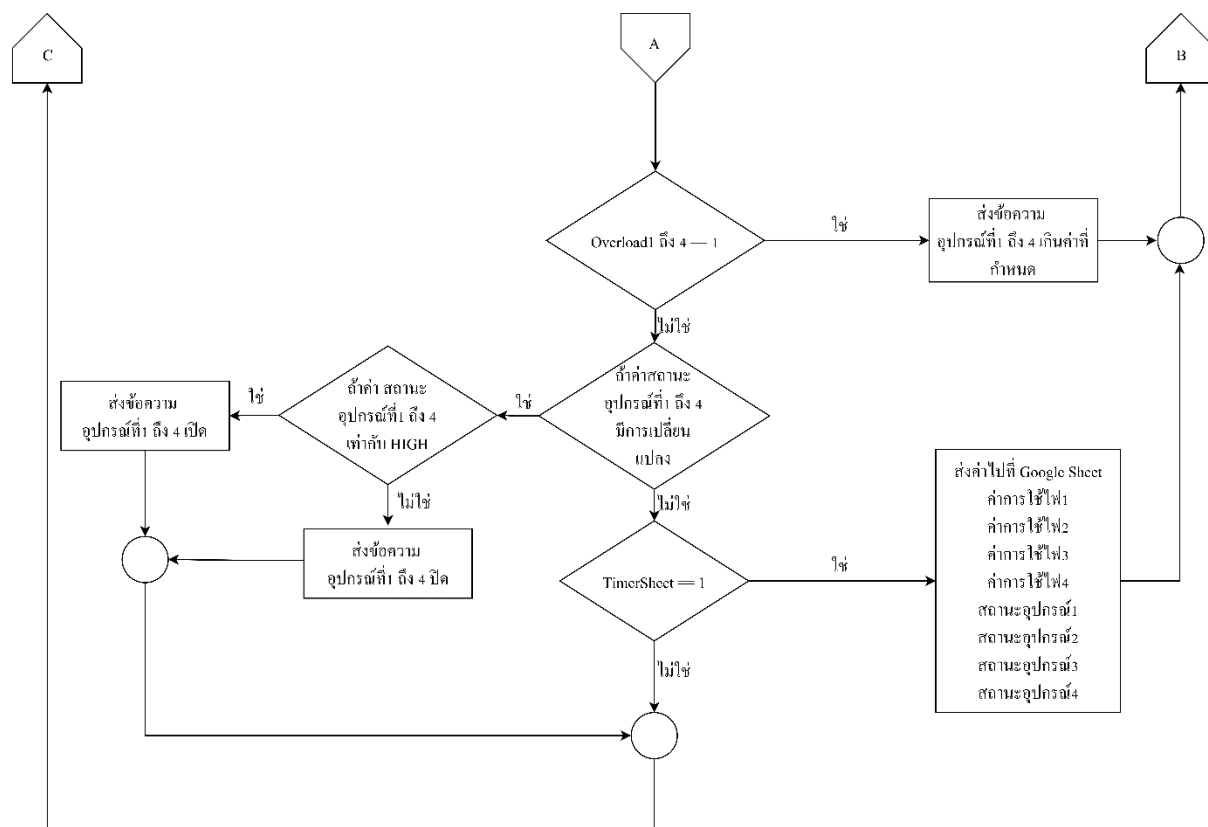 C
A
B
Overload1 ถึง 4 == 1
ใช่
ส่งข้อความ
อุปกรณ์ที่1 ถึง 4 เกินค่าที่
กำหนด
ไม่ใช่
ถ้าค่าสถานะ
อุปกรณ์ที่1 ถึง 4
มีการเปลี่ยน
แปลง
ใช่
ถ้าค่า สถานะ
อุปกรณ์ที่1 ถึง 4
เท่ากับ HIGH
ใช่
ส่งข้อความ
อุปกรณ์ที่1 ถึง 4 เปิด
ไม่ใช่
ส่งข้อความ
อุปกรณ์ที่1 ถึง 4 ปิด
ไม่ใช่
TimerSheet == 1
ใช่
ส่งค่าไปที่ Google Sheet
ค่าการใช้ไฟ1
ค่าการใช้ไฟ2
ค่าการใช้ไฟ3
ค่าการใช้ไฟ4
สถานะอุปกรณ์1
สถานะอุปกรณ์2
สถานะอุปกรณ์3
สถานะอุปกรณ์4
ไม่ใช่